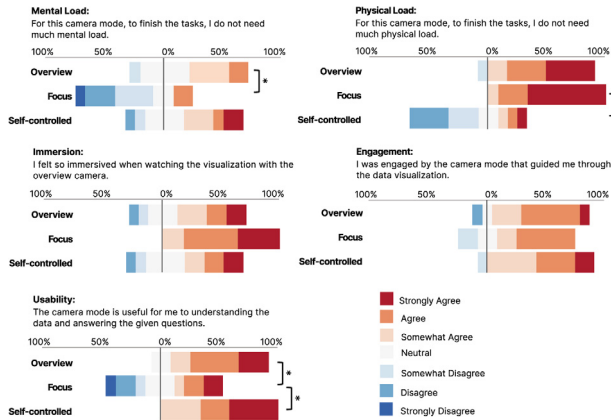 Mental Load:
For this camera mode, to finish the tasks, I do not need
much mental load.
100% 50% 0% 50% 100%
Overview
*
Focus
Self-controlled
Physical Load:
For this camera mode, to finish the tasks, I do not need
much physical load.
100% 50% 0% 50% 100%
Overview
Focus
Self-controlled
Immersion:
I felt so immersived when watching the visualization with the
overview camera.
100% 50% 0% 50% 100%
Overview
Focus
Self-controlled
Engagement:
I was engaged by the camera mode that guided me through
the data visualization.
100% 50% 0% 50% 100%
Overview
Focus
Self-controlled
Usability:
The camera mode is useful for me to understanding the
data and answering the given questions.
100% 50% 0% 50% 100%
Overview
*
Focus
*
Self-controlled
Strongly Agree
Agree
Somewhat Agree
Neutral
Somewhat Disagree
Disagree
Strongly Disagree